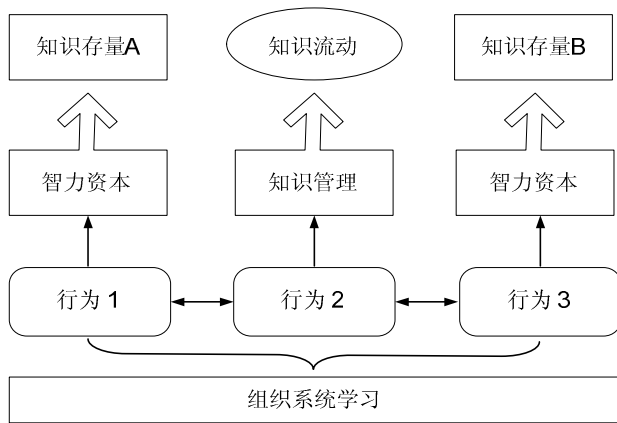 知识存量A
知识流动
知识存量B
智力资本
知识管理
智力资本
行为 1
行为 2
行为 3
组织系统学习